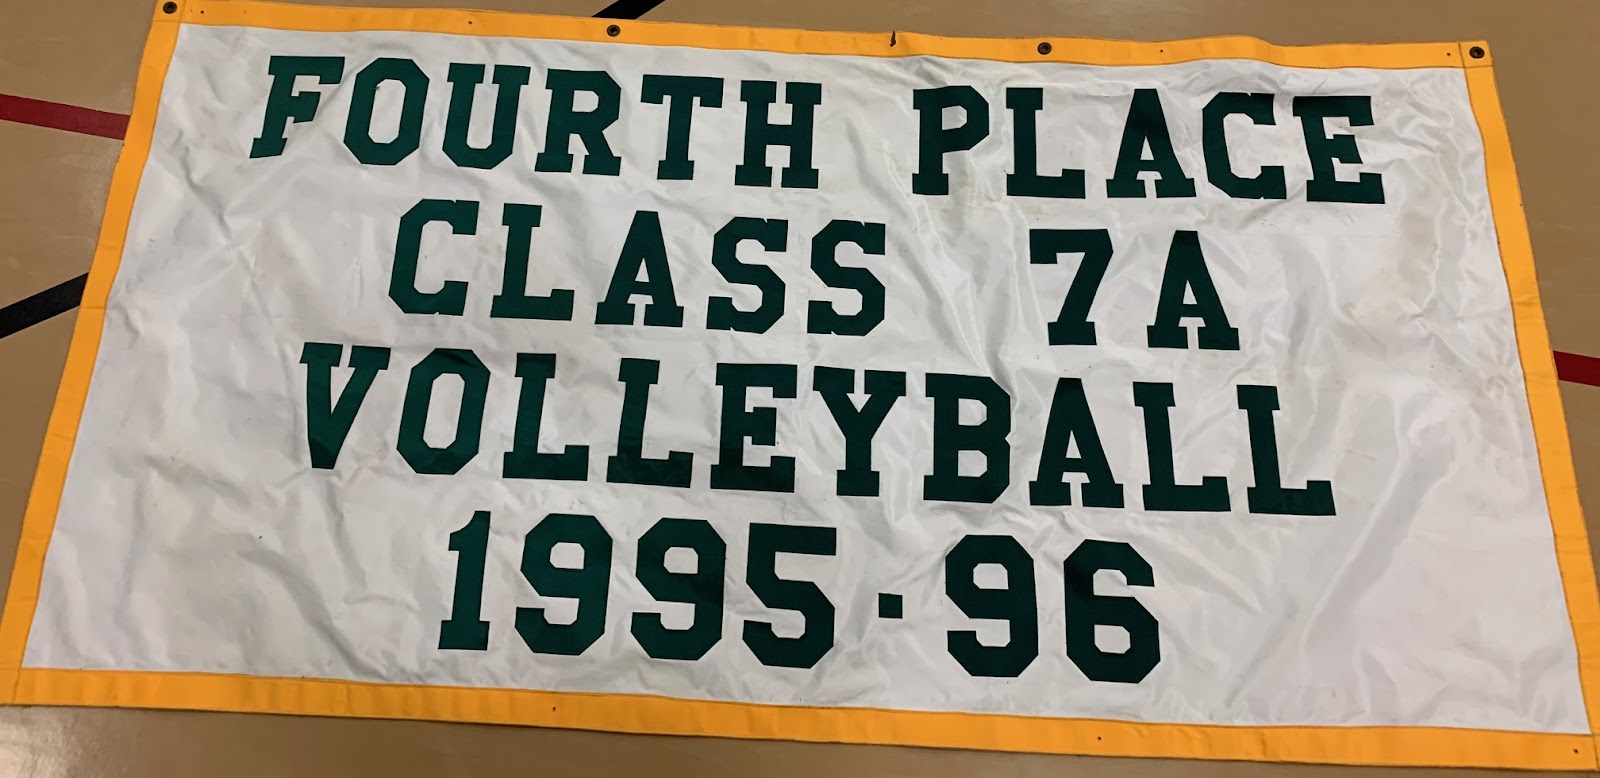 FOURTH PLACE
CLASS 7A
VOLLEYBALL
1995·96